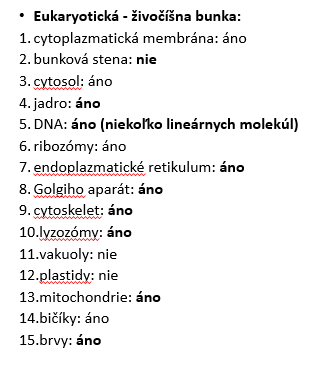 • Eukaryotická - živočíšna bunka:
1. cytoplazmatická membrána: áno
2. bunková stena: nie
3. cytosol: áno
4. jadro: áno
5. DNA: áno (niekoľko lineárnych molekúl)
6. ribozómy: áno
7. endoplazmatické retikulum: áno
8. Golgiho aparát: áno
9. cytoskelet: áno
10.lyzozómy: áno
11.vakuoly: nie
12.plastidy: nie
13.mitochondrie: áno
14.bičíky: áno
15.brvy: áno